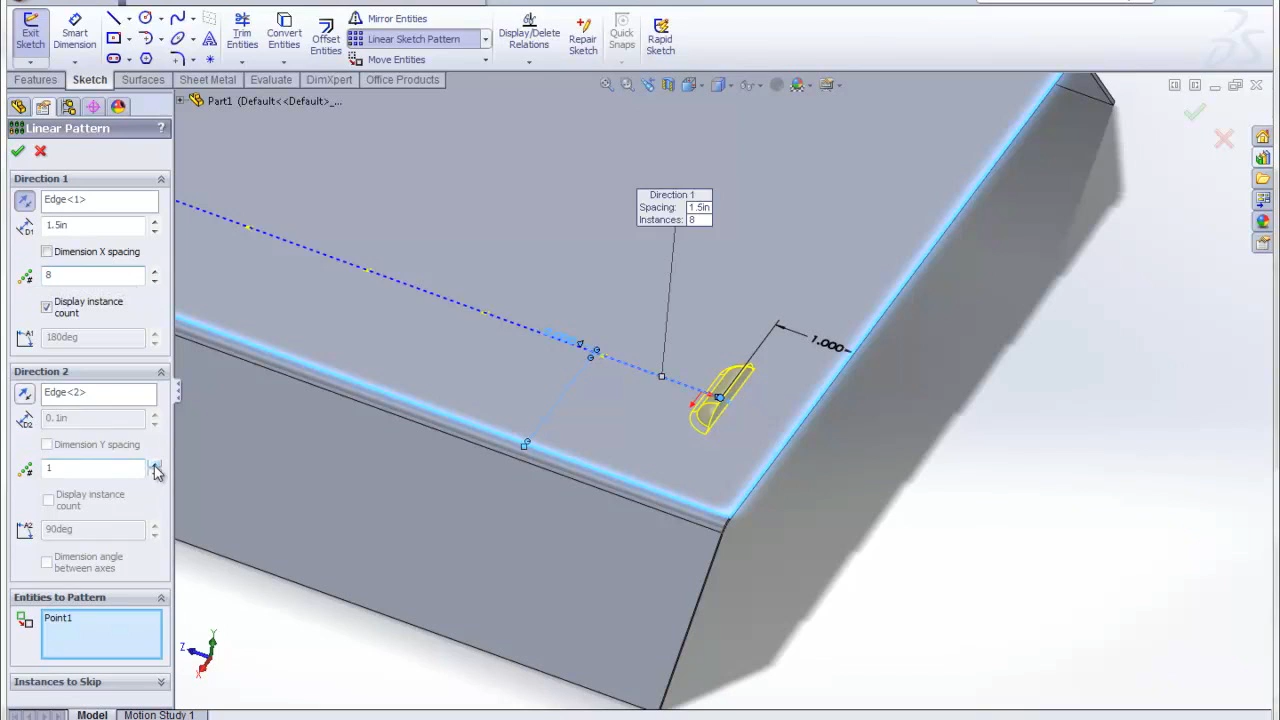 Exit Sketch
Smart Dimension
Trim Entities
Convert Entities
Offset Entities
Mirror Entities
Linear Sketch Pattern
Move Entities
Display/Delete Relations
Repair Sketch
Quick Snaps
Rapid Sketch
Features
Sketch
Surfaces
Sheet Metal
Evaluate
DimXpert
Office Products
Part1 (Default<<Default>_...
Linear Pattern
?
Direction 1
Edge<1>
D1
1.5in
Dimension X spacing
#
8
Display instance
count
A1
180deg
Direction 2
Edge<2>
D2
0.1in
Dimension Y spacing
#
1
Display instance
count
A2
90deg
Dimension angle
between axes
Entities to Pattern
Point1
Instances to Skip
Direction 1
Spacing: 1.5in
Instances: 8
1.000
Y
Z
X
Model
Motion Study 1